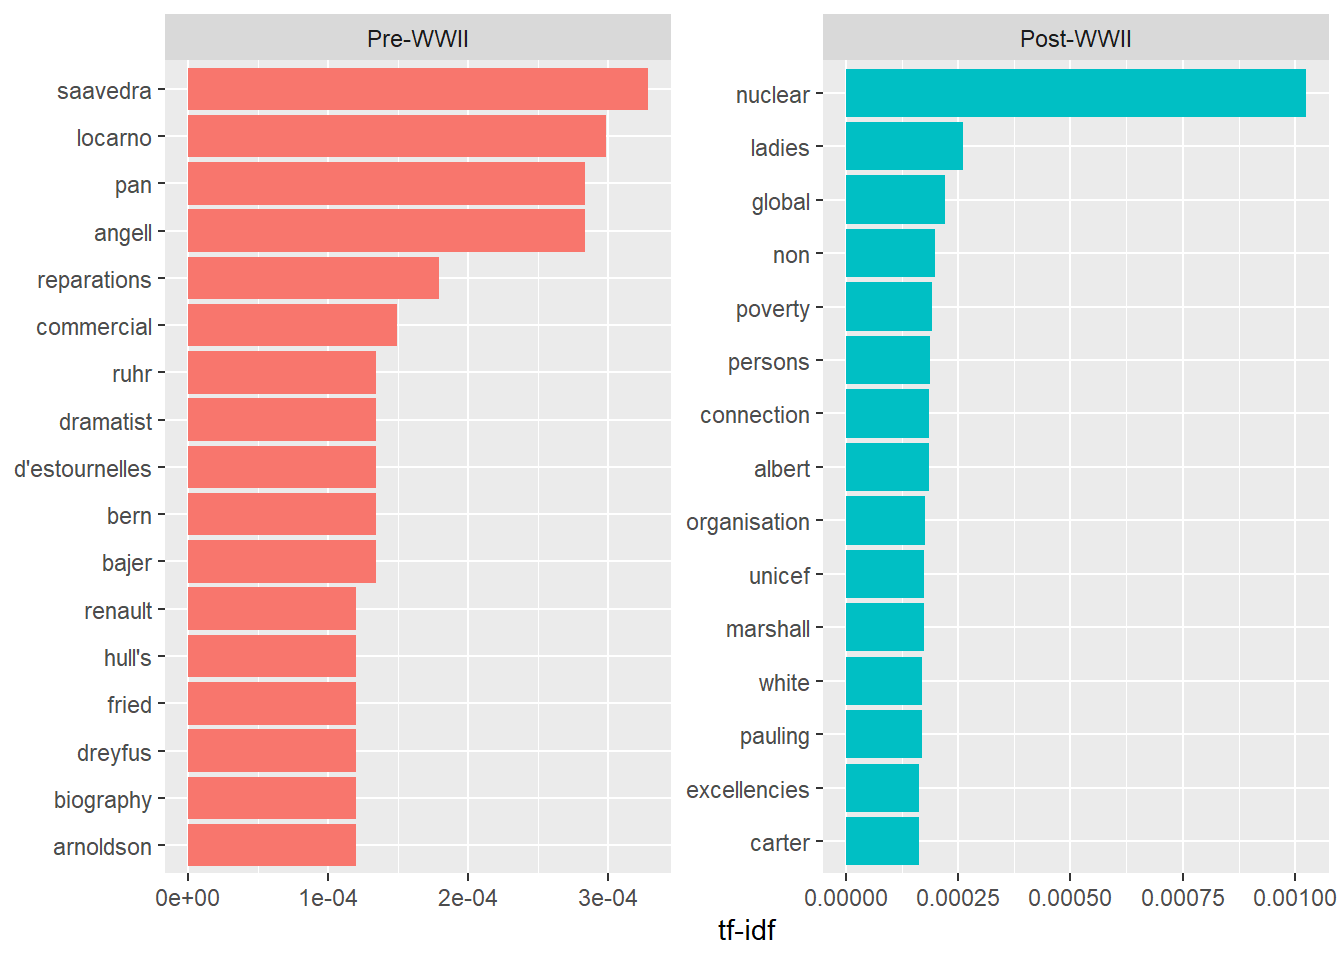 Pre-WWII
saavedra
locarno
pan
angell
reparations
commercial
ruhr
dramatist
d'estournelles
bern
bajer
renault
hull's
fried
dreyfus
biography
arnoldson
0e+00 1e-04 2e-04 3e-04
Post-WWII
nuclear
ladies
global
non
poverty
persons
connection
albert
organisation
unicef
marshall
white
pauling
excellencies
carter
0.00000 0.00025 0.00050 0.00075 0.00100
tf-idf